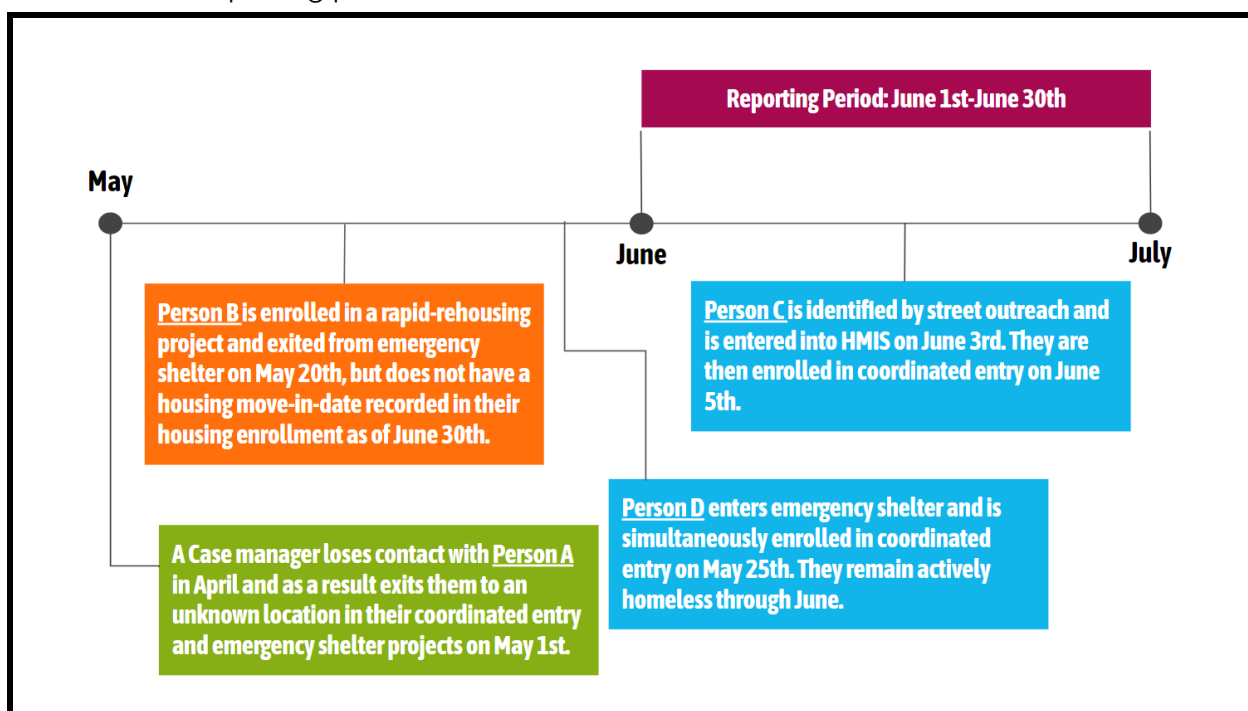 Reporting Period: June 1st-June 30th
May
June
July
Person B is enrolled in a rapid-rehousing
project and exited from emergency
shelter on May 20th, but does not have a
housing move-in-date recorded in their
housing enrollment as of June 30th.
Person C is identified by street outreach and
is entered into HMIS on June 3rd. They are
then enrolled in coordinated entry on June
5th.
A Case manager loses contact with Person A
in April and as a result exits them to an
unknown location in their coordinated entry
and emergency shelter projects on May 1st.
Person D enters emergency shelter and is
simultaneously enrolled in coordinated
entry on May 25th. They remain actively
homeless through June.